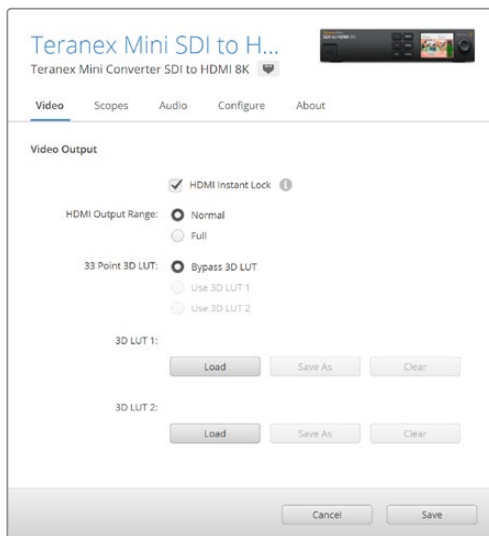 Teranex Mini SDI to H...
Teranex Mini Converter SDI to HDMI 8K
Video Scopes Audio Configure About
Video Output
HDMI Instant Lock
HDMI Output Range: Normal
Full
33 Point 3D LUT: Bypass 3D LUT
Use 3D LUT 1
Use 3D LUT 2
3D LUT 1:
Load Save As Clear
3D LUT 2:
Load Save As Clear
Cancel Save